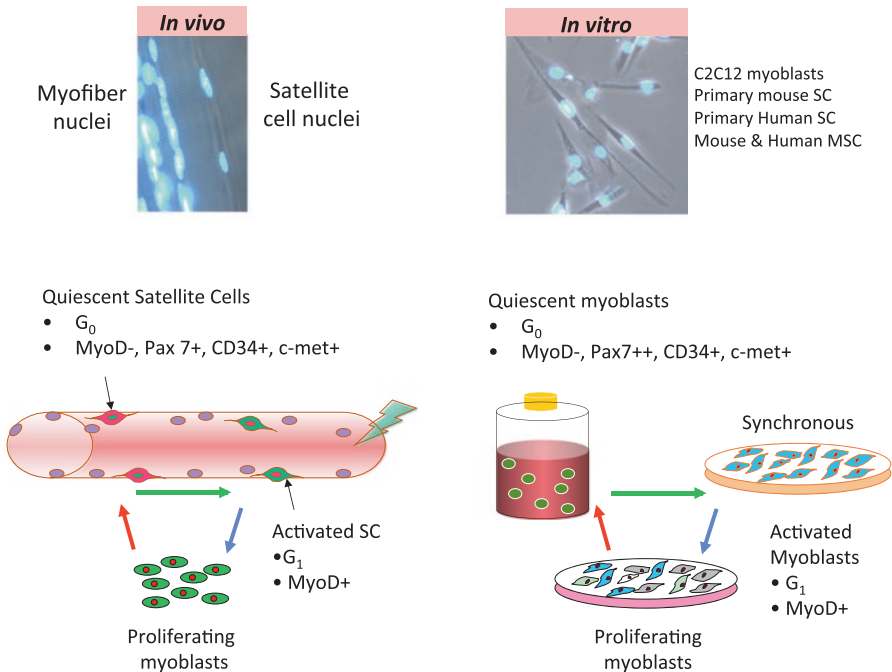 In vivo
Myofiber
nuclei
Satellite
cell nuclei
In vitro
C2C12 myoblasts
Primary mouse SC
Primary Human SC
Mouse & Human MSC
Quiescent Satellite Cells
• G₀
• MyoD-, Pax 7+, CD34+, c-met+
Activated SC
•G₁
• MyoD+
Proliferating
myoblasts
Quiescent myoblasts
• G₀
• MyoD-, Pax7++, CD34+, c-met+
Synchronous
Activated
Myoblasts
• G₁
• MyoD+
Proliferating
myoblasts